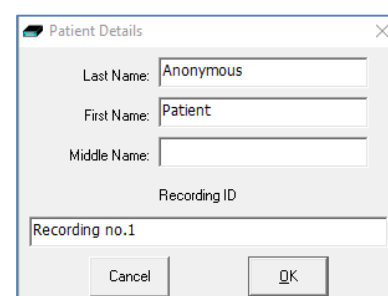 Patient Details
Last Name: Anonymous
First Name: Patient
Middle Name:
Recording ID
Recording no.1
Cancel OK